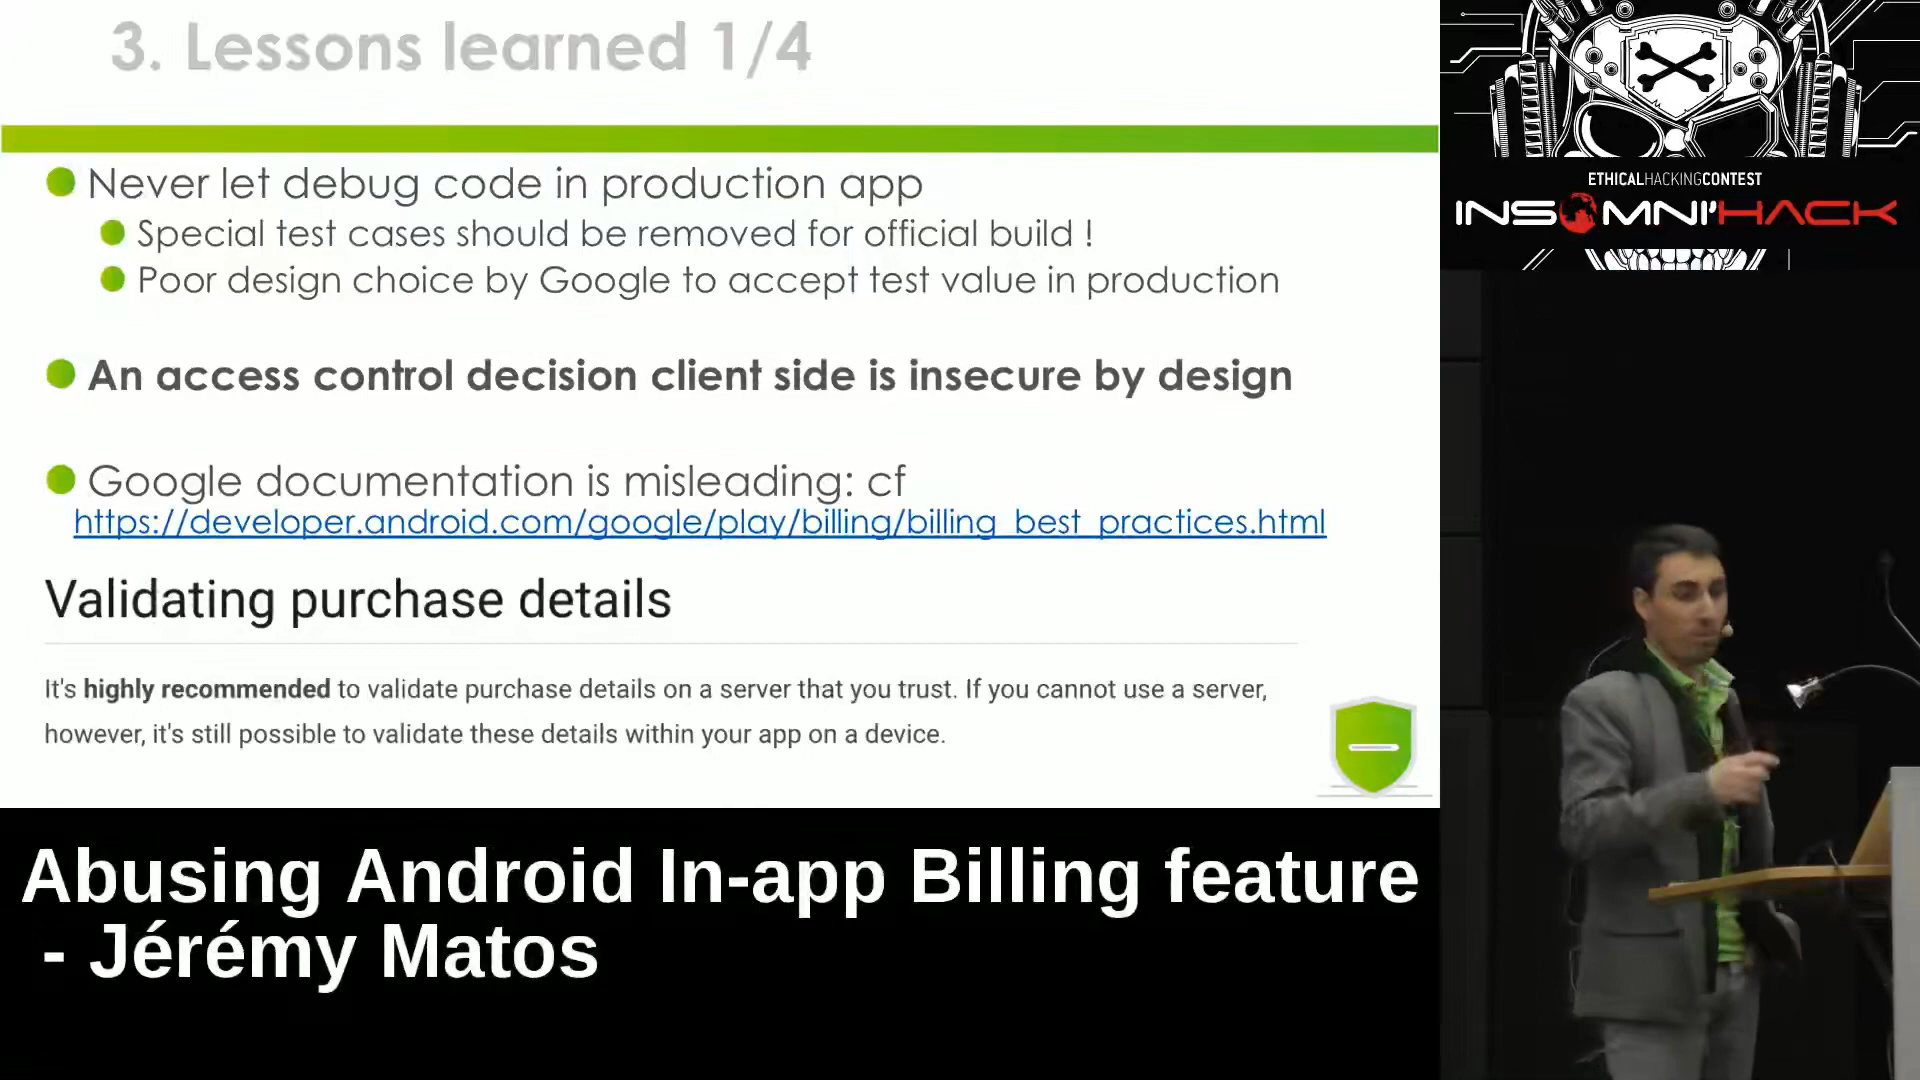 3. Lessons learned 1/4
Never let debug code in production app
Special test cases should be removed for official build !
Poor design choice by Google to accept test value in production
An access control decision client side is insecure by design
Google documentation is misleading: cf
https://developer.android.com/google/play/billing/billing_best_practices.html
Validating purchase details
It's highly recommended to validate purchase details on a server that you trust. If you cannot use a server,
however, it's still possible to validate these details within your app on a device.
ETHICALHACKINGCONTEST
INSOMNI'HACK
Abusing Android In-app Billing feature
- Jérémy Matos